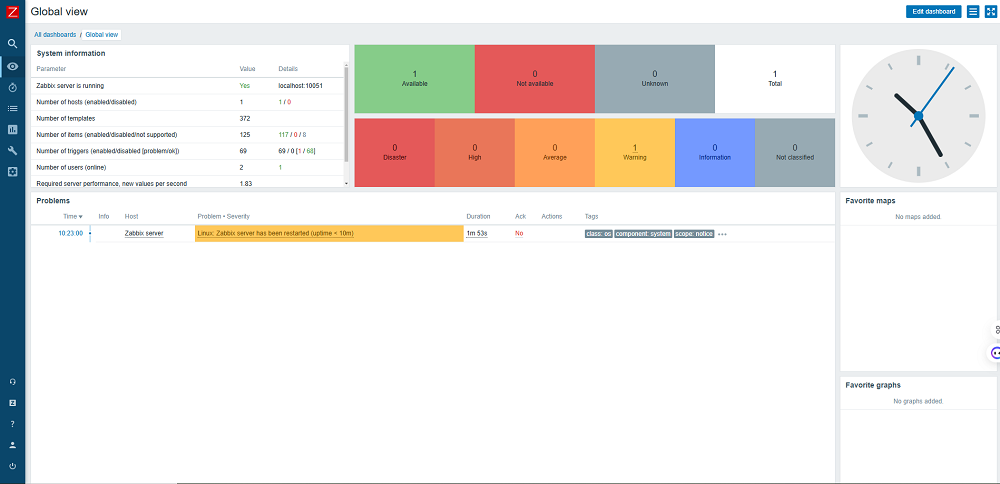 Z
Global view
Edit dashboard
All dashboards / Global view
System information
Parameter Value Details
Zabbix server is running Yes localhost:10051
Number of hosts (enabled/disabled) 1 1 / 0
Number of templates 372
Number of items (enabled/disabled/not supported) 125 117 / 0 / 8
Number of triggers (enabled/disabled [problem/ok]) 69 69 / 0 [1 / 68]
Number of users (online) 2 1
Required server performance, new values per second 1.83
1 Available
0 Not available
0 Unknown
1 Total
0 Disaster
0 High
0 Average
1 Warning
0 Information
0 Not classified
Problems
Time Info Host Problem • Severity Duration Ack Actions Tags
10:23:00 Zabbix server Linux: Zabbix server has been restarted (uptime < 10m) 1m 53s No class: os component: system scope: notice •••
Favorite maps
No maps added.
Favorite graphs
No graphs added.
Z
?